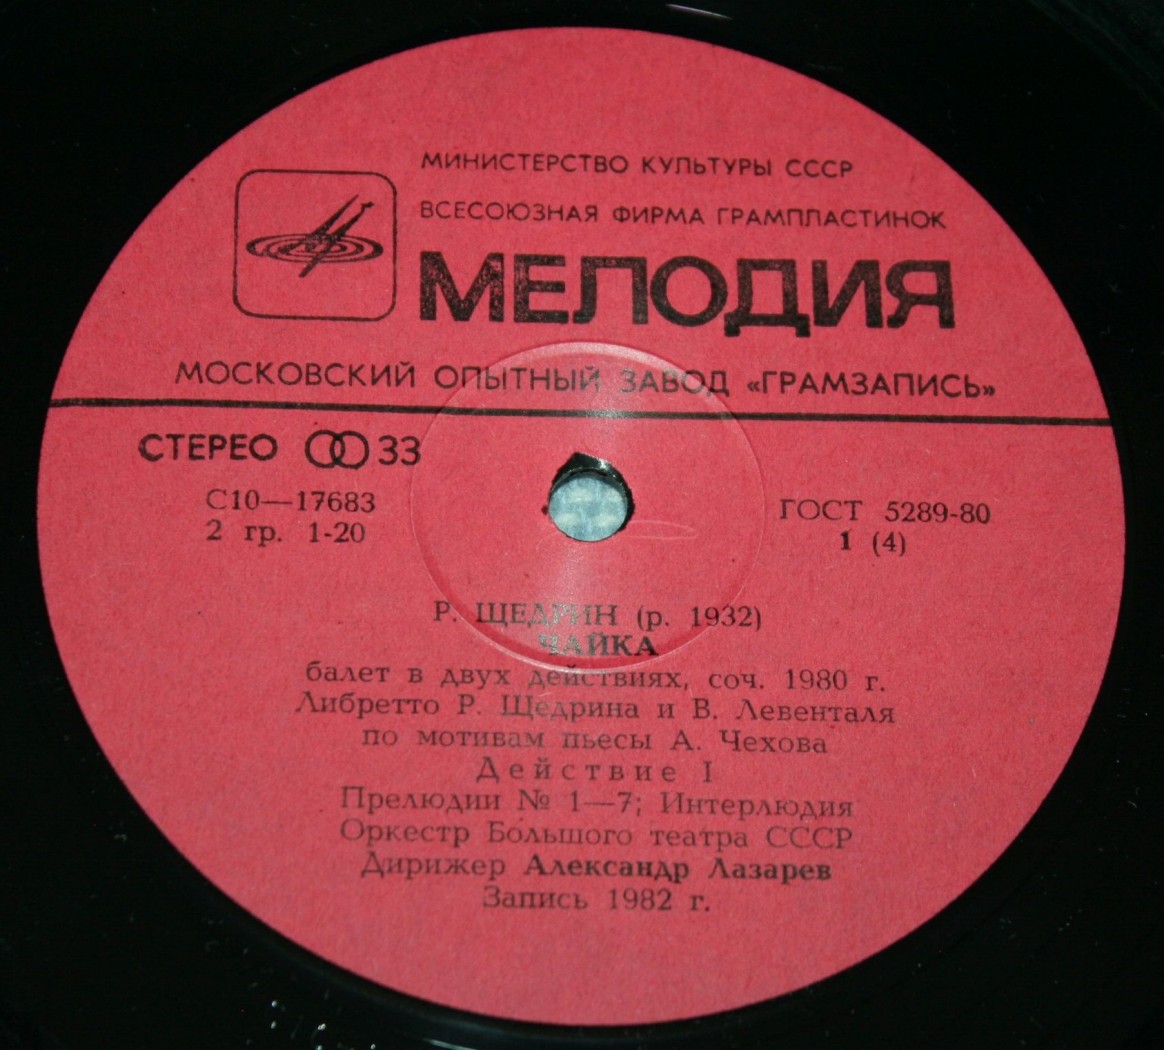 МИНИСТЕРСТВО КУЛЬТУРЫ СССР
ВСЕСОЮЗНАЯ ФИРМА ГРАМПЛАСТИНОК
МЕЛОДИЯ
МОСКОВСКИЙ ОПЫТНЫЙ ЗАВОД «ГРАМЗАПИСЬ»
СТЕРЕО 33
С10—17683
2 гр. 1-20
ГОСТ 5289-80
1 (4)
Р. ЩЕДРИН (р. 1932)
ЧАЙКА
балет в двух действиях, соч. 1980 г.
Либретто Р. Щедрина и В. Левенталя
по мотивам пьесы А. Чехова
Действие I
Прелюдии № 1—7; Интерлюдия
Оркестр Большого театра СССР
Дирижер Александр Лазарев
Запись 1982 г.